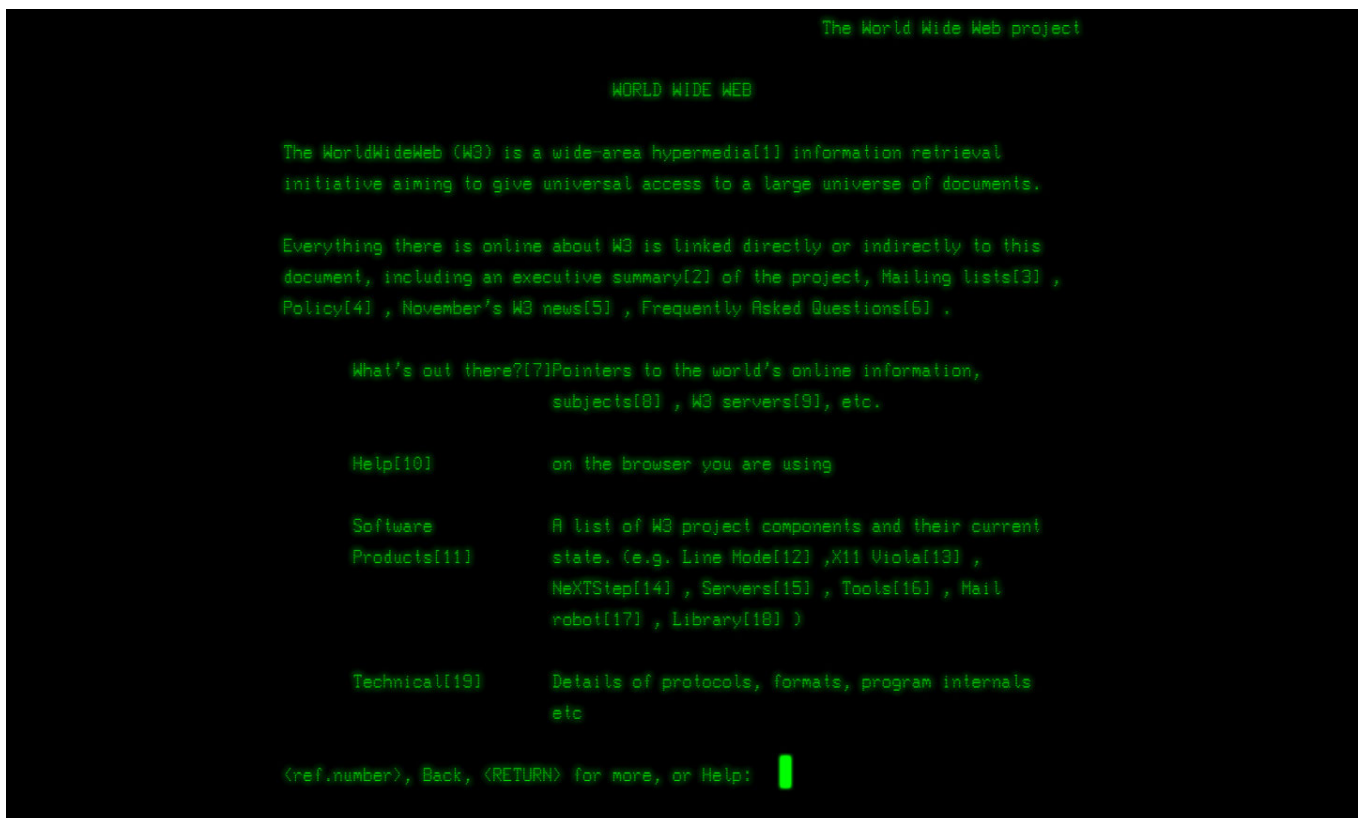 The World Wide Web project
WORLD WIDE WEB
The WorldWideWeb (W3) is a wide-area hypermedia[1] information retrieval
initiative aiming to give universal access to a large universe of documents.
Everything there is online about W3 is linked directly or indirectly to this
document, including an executive summary[2] of the project, Mailing lists[3] ,
Policy[4] , November's W3 news[5] , Frequently Asked Questions[6] .
What's out there?[7]Pointers to the world's online information,
subjects[8] , W3 servers[9], etc.
Help[10] on the browser you are using
Software A list of W3 project components and their current
Products[11] state. (e.g. Line Mode[12] ,X11 Viola[13] ,
NeXTStep[14] , Servers[15] , Tools[16] , Mail
robot[17] , Library[18] )
Technical[19] Details of protocols, formats, program internals
etc
<ref.number>, Back, <RETURN> for more, or Help: